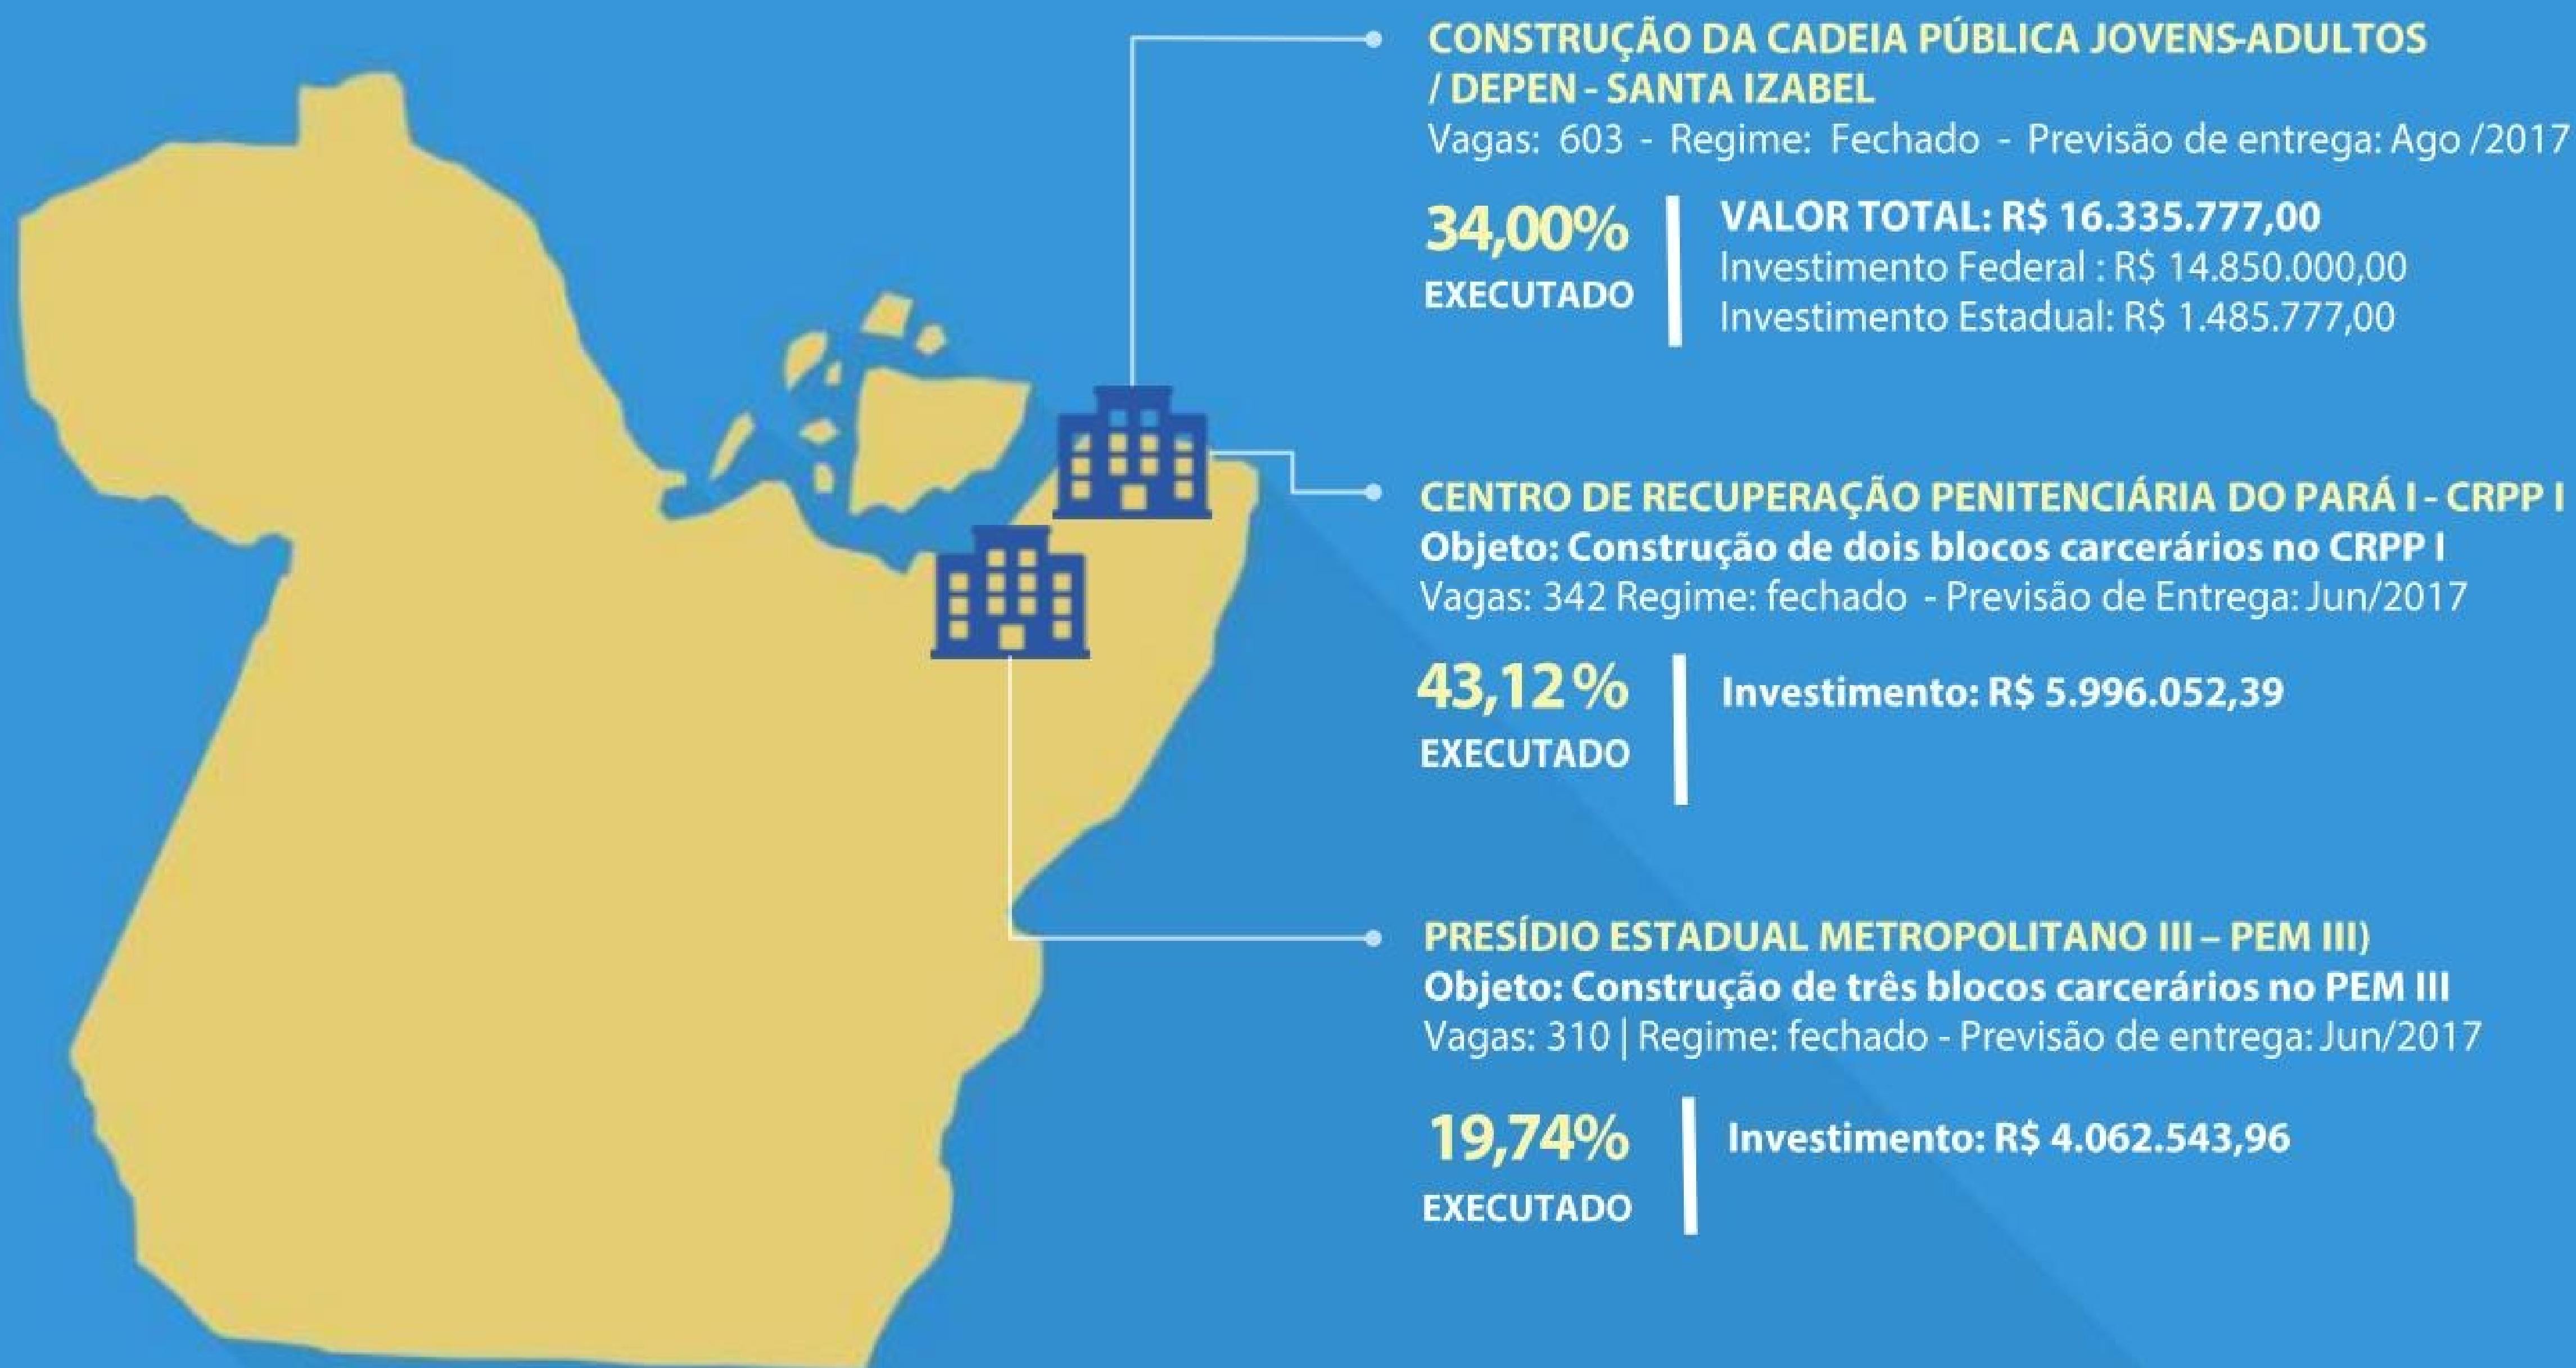 CONSTRUÇÃO DA CADEIA PÚBLICA JOVENS-ADULTOS
/ DEPEN - SANTA IZABEL
Vagas: 603 - Regime: Fechado - Previsão de entrega: Ago /2017
34,00%
EXECUTADO
VALOR TOTAL: R$ 16.335.777,00
Investimento Federal : R$ 14.850.000,00
Investimento Estadual: R$ 1.485.777,00
CENTRO DE RECUPERAÇÃO PENITENCIÁRIA DO PARÁ I - CRPP I
Objeto: Construção de dois blocos carcerários no CRPP I
Vagas: 342 Regime: fechado - Previsão de Entrega: Jun/2017
43,12 %
EXECUTADO
Investimento: R$ 5.996.052,39
PRESÍDIO ESTADUAL METROPOLITANO III – PEM III)
Objeto: Construção de três blocos carcerários no PEM III
Vagas: 310 | Regime: fechado - Previsão de entrega: Jun/2017
19,74%
EXECUTADO
Investimento: R$ 4.062.543,96